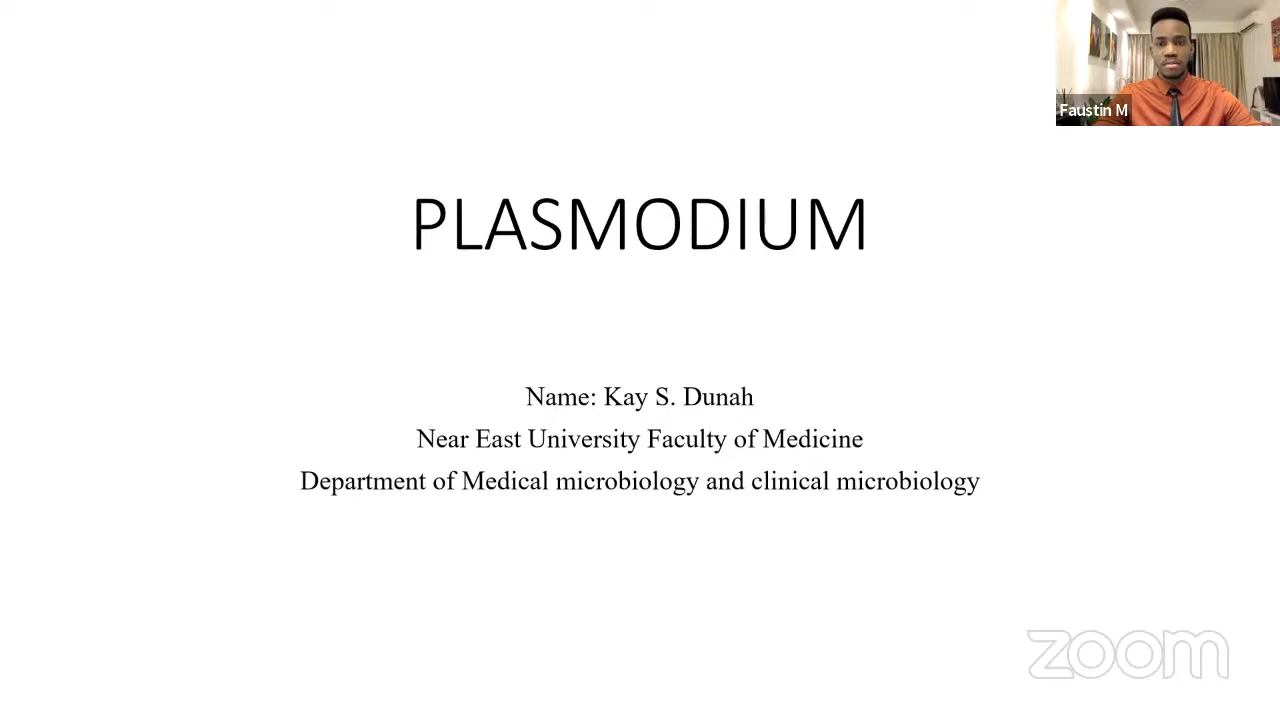 Faustin M
PLASMODIUM
Name: Kay S. Dunah
Near East University Faculty of Medicine
Department of Medical microbiology and clinical microbiology
zoom